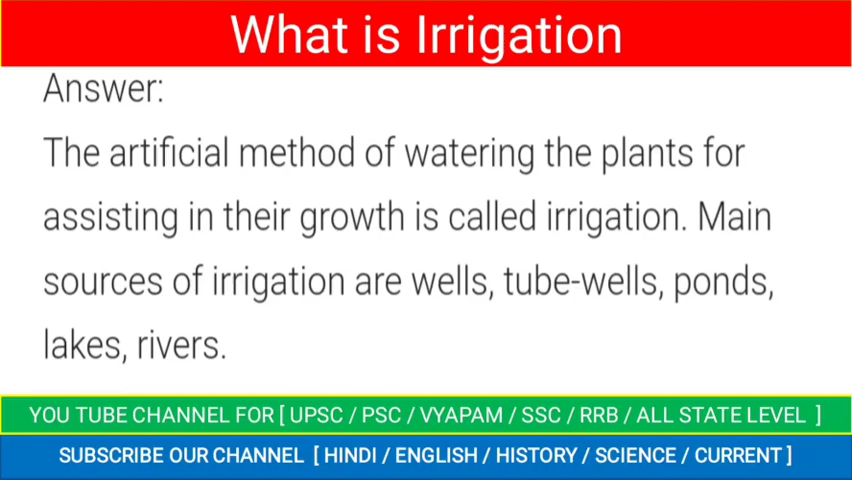 What is Irrigation
Answer:
The artificial method of watering the plants for
assisting in their growth is called irrigation. Main
sources of irrigation are wells, tube-wells, ponds,
lakes, rivers.
YOU TUBE CHANNEL FOR [ UPSC / PSC / VYAPAM / SSC / RRB / ALL STATE LEVEL ]
SUBSCRIBE OUR CHANNEL [ HINDI / ENGLISH / HISTORY / SCIENCE / CURRENT ]